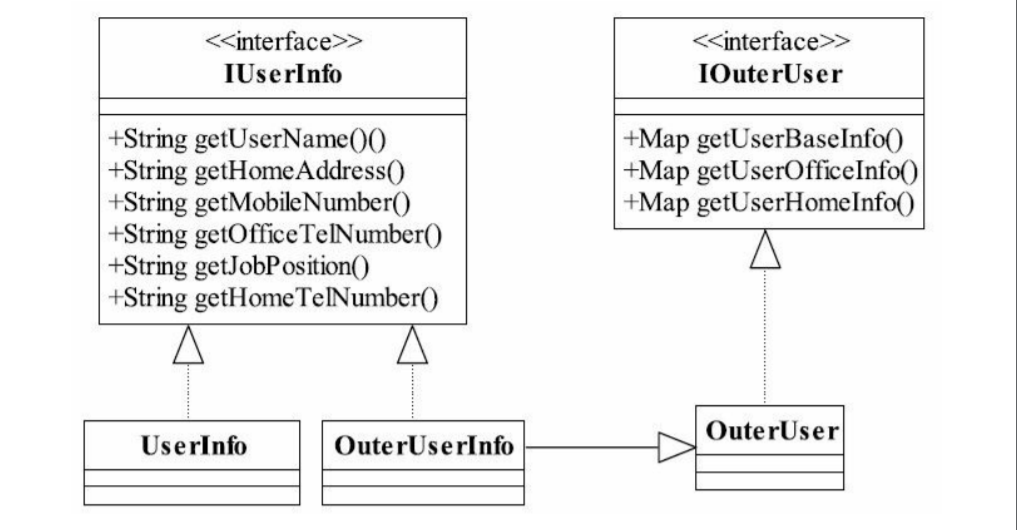 <<interface>>
IUserInfo
+String getUserName()()
+String getHomeAddress()
+String getMobileNumber()
+String getOfficeTelNumber()
+String getJobPosition()
+String getHomeTelNumber()
<<interface>>
IOuterUser
+Map getUserBaseInfo()
+Map getUserOfficeInfo()
+Map getUserHomeInfo()
UserInfo
OuterUserInfo
OuterUser